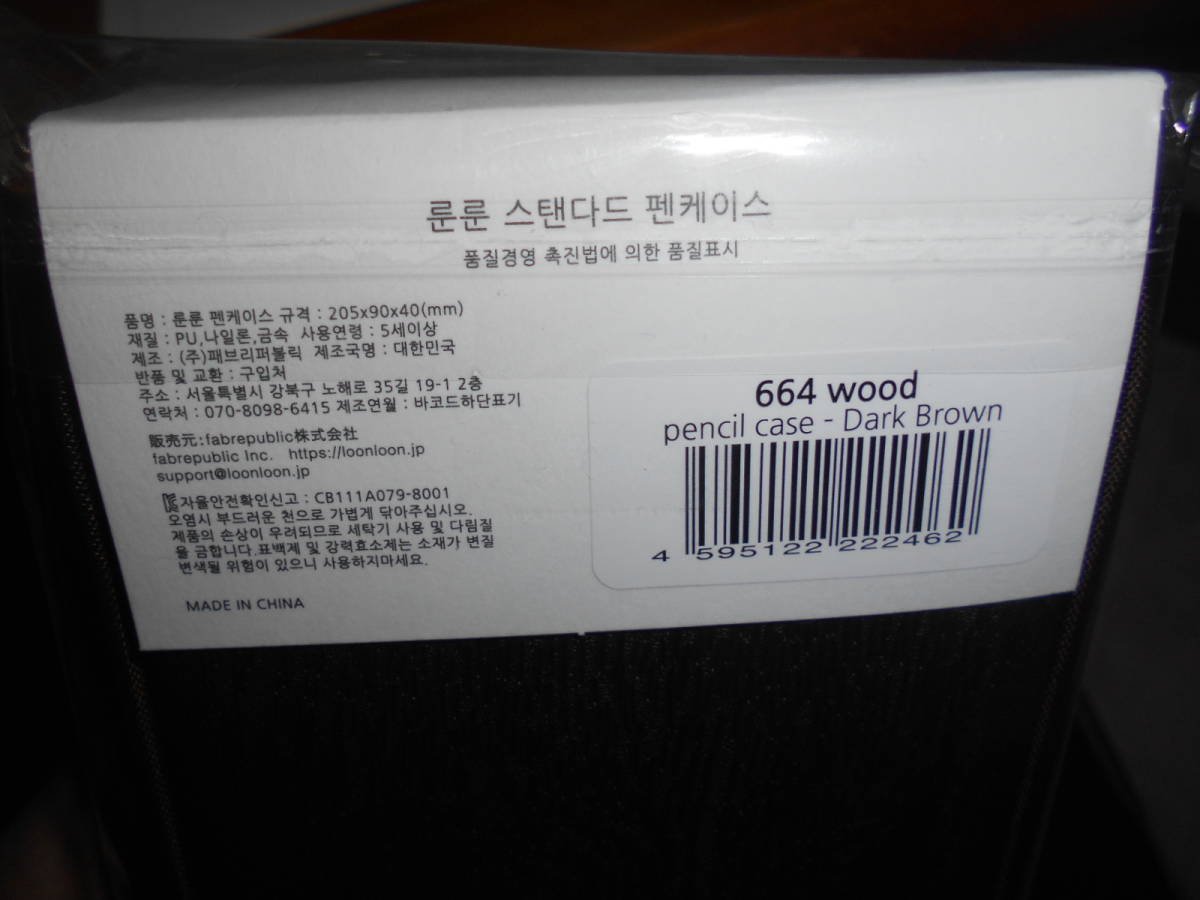 룬룬 스탠다드 펜케이스
품질경영 촉진법에 의한 품질표시
품명 : 룬룬 펜케이스 규격 : 205x90x40(mm)
재질 : PU,나일론,금속 사용연령 : 5세이상
제조 : (주)패브리퍼블릭 제조국명 : 대한민국
반품 및 교환 : 구입처
주소 : 서울특별시 강북구 노해로 35길 19-1 2층
연락처 : 070-8098-6415 제조연월 : 바코드하단표기
販売元:fabrepublic株式会社
fabrepublic Inc. https://loonloon.jp
support@loonloon.jp
자율안전확인신고 : CB111A079-8001
오염시 부드러운 천으로 가볍게 닦아주십시오.
제품의 손상이 우려되므로 세탁기 사용 및 다림질
을 금합니다.표백제 및 강력효소제는 소재가 변질
변색될 위험이 있으니 사용하지마세요.
MADE IN CHINA
664 wood
pencil case - Dark Brown
4 595122 222462